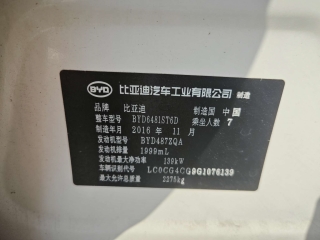 BYD 比亚迪汽车工业有限公司 制造
品牌 比亚迪 制造国 中国
整车型号 BYD6481ST6D 乘坐人数 7
制造年月 2016 年 11 月
发动机型号 BYD487ZQA
发动机排量 1999mL
发动机最大净功率 139kW
车辆识别代号 LC0CG4CG9G1076139
最大允许总质量 2275kg